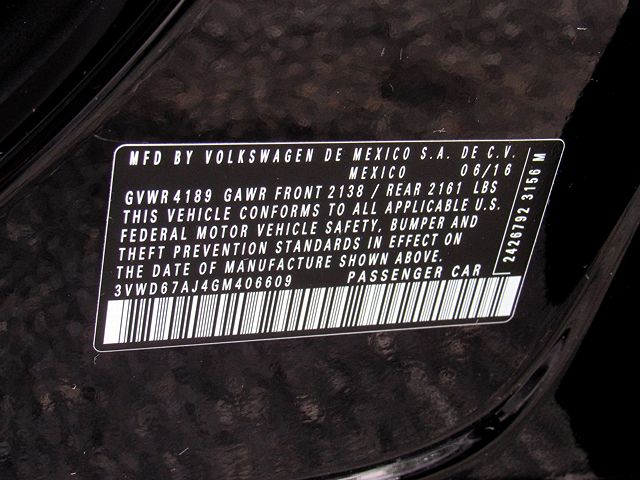 MFD BY VOLKSWAGEN DE MEXICO S.A. DE C.V.
MEXICO 06/16
GVWR 4189 GAWR FRONT 2138 / REAR 2161 LBS
THIS VEHICLE CONFORMS TO ALL APPLICABLE U.S.
FEDERAL MOTOR VEHICLE SAFETY, BUMPER AND
THEFT PREVENTION STANDARDS IN EFFECT ON
THE DATE OF MANUFACTURE SHOWN ABOVE.
3VWD67AJ4GM406609 PASSENGER CAR
2426792 3156 M